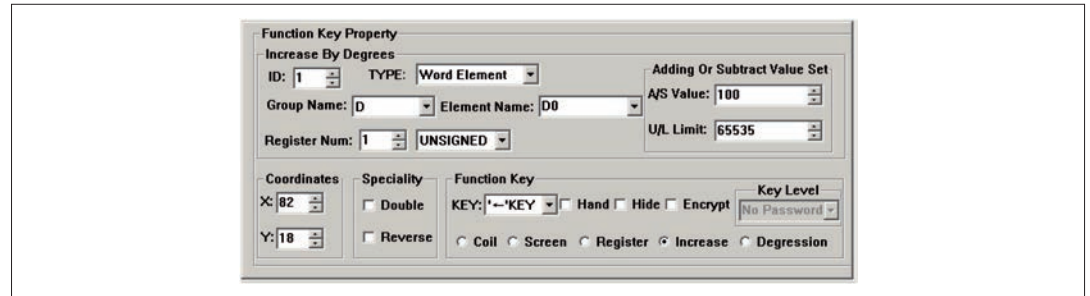 Function Key Property
Increase By Degrees
ID: 1 TYPE: Word Element
Group Name: D Element Name: D0
Register Num: 1 UNSIGNED
Adding Or Subtract Value Set
A/S Value: 100
U/L Limit: 65535
Coordinates
X: 82
Y: 18
Speciality
Double
Reverse
Function Key
KEY: '←'KEY Hand Hide Encrypt
Key Level
No Password
Coil Screen Register Increase Degression